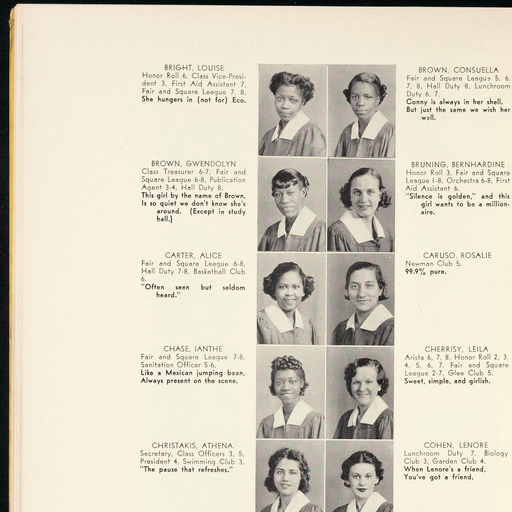 BRIGHT, LOUISE
Honor Roll 6, Class Vice-Presi-
dent 3, First Aid Assistant 7,
Fair and Square League 7, 8.
She hungers in (not for) Eco.
BROWN, CONSUELLA
Fair and Square League 5, 6,
7, 8, Hall Duty 8, Lunchroom
Duty 6, 7.
Conny is always in her shell.
But just the same we wish her
well.
BROWN, GWENDOLYN
Class Treasurer 6-7, Fair and
Square League 6-8, Publication
Agent 3-4, Hall Duty 8.
This girl by the name of Brown,
Is so quiet we don't know she's
around. (Except in study
hall.)
BRUNING, BERNHARDINE
Honor Roll 3, Fair and Square
League 1-8, Orchestra 6-8, First
Aid Assistant 6.
"Silence is golden," and this
girl wants to be a million-
aire.
CARTER, ALICE
Fair and Square League 6-8,
Hall Duty 7-8, Basketball Club
6.
"Often seen but seldom
heard."
CARUSO, ROSALIE
Newman Club 5.
99.9% pure.
CHASE, IANTHE
Fair and Square League 7-8,
Sanitation Officer 5-6.
Like a Mexican jumping bean,
Always present on the scene.
CHERRISY, LEILA
Arista 6, 7, 8, Honor Roll 2, 3
4, 5, 6, 7, Fair and Square
League 2-7, Glee Club 5.
Sweet, simple, and girlish.
CHRISTAKIS, ATHENA
Secretary, Class Officers 3, 5,
President 4, Swimming Club 3.
"The pause that refreshes."
COHEN, LENORE
Lunchroom Duty 7, Biology
Club 3, Garden Club 4.
When Lenore's a friend,
You've got a friend.